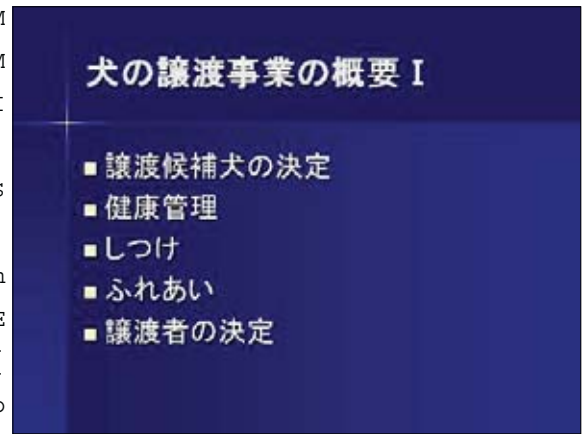 犬の譲渡事業の概要 I
■譲渡候補犬の決定
■健康管理
■しつけ
■ふれあい
■譲渡者の決定